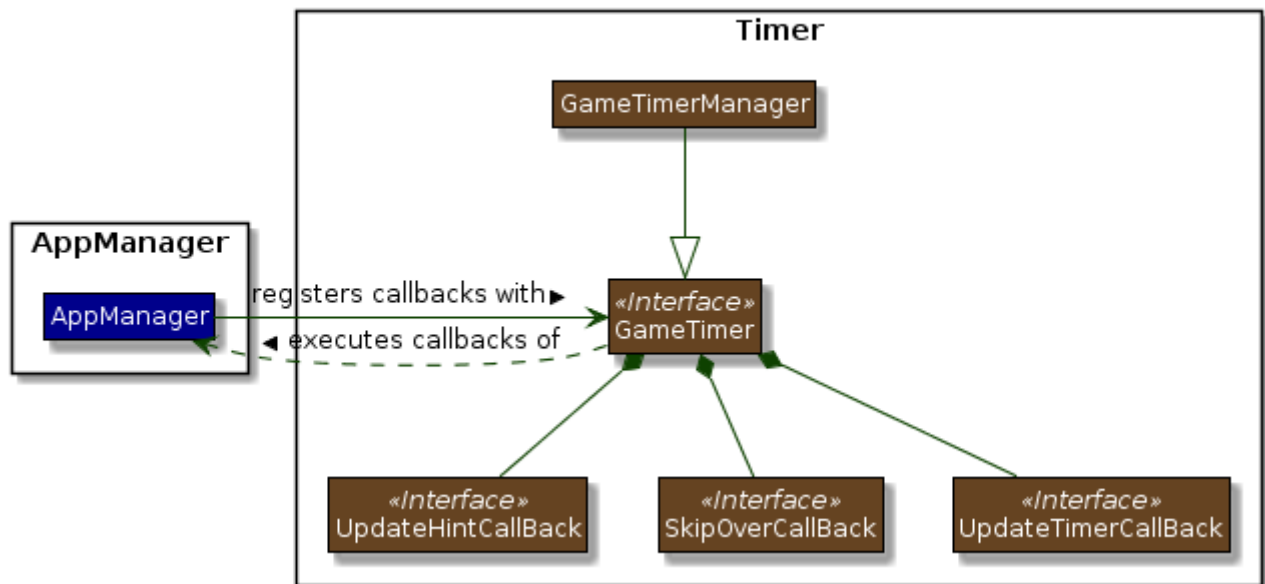 Timer
GameTimerManager
AppManager
AppManager
registers callbacks with ▶
◀ executes callbacks of
«Interface»
GameTimer
«Interface»
UpdateHintCallBack
«Interface»
SkipOverCallBack
«Interface»
UpdateTimerCallBack